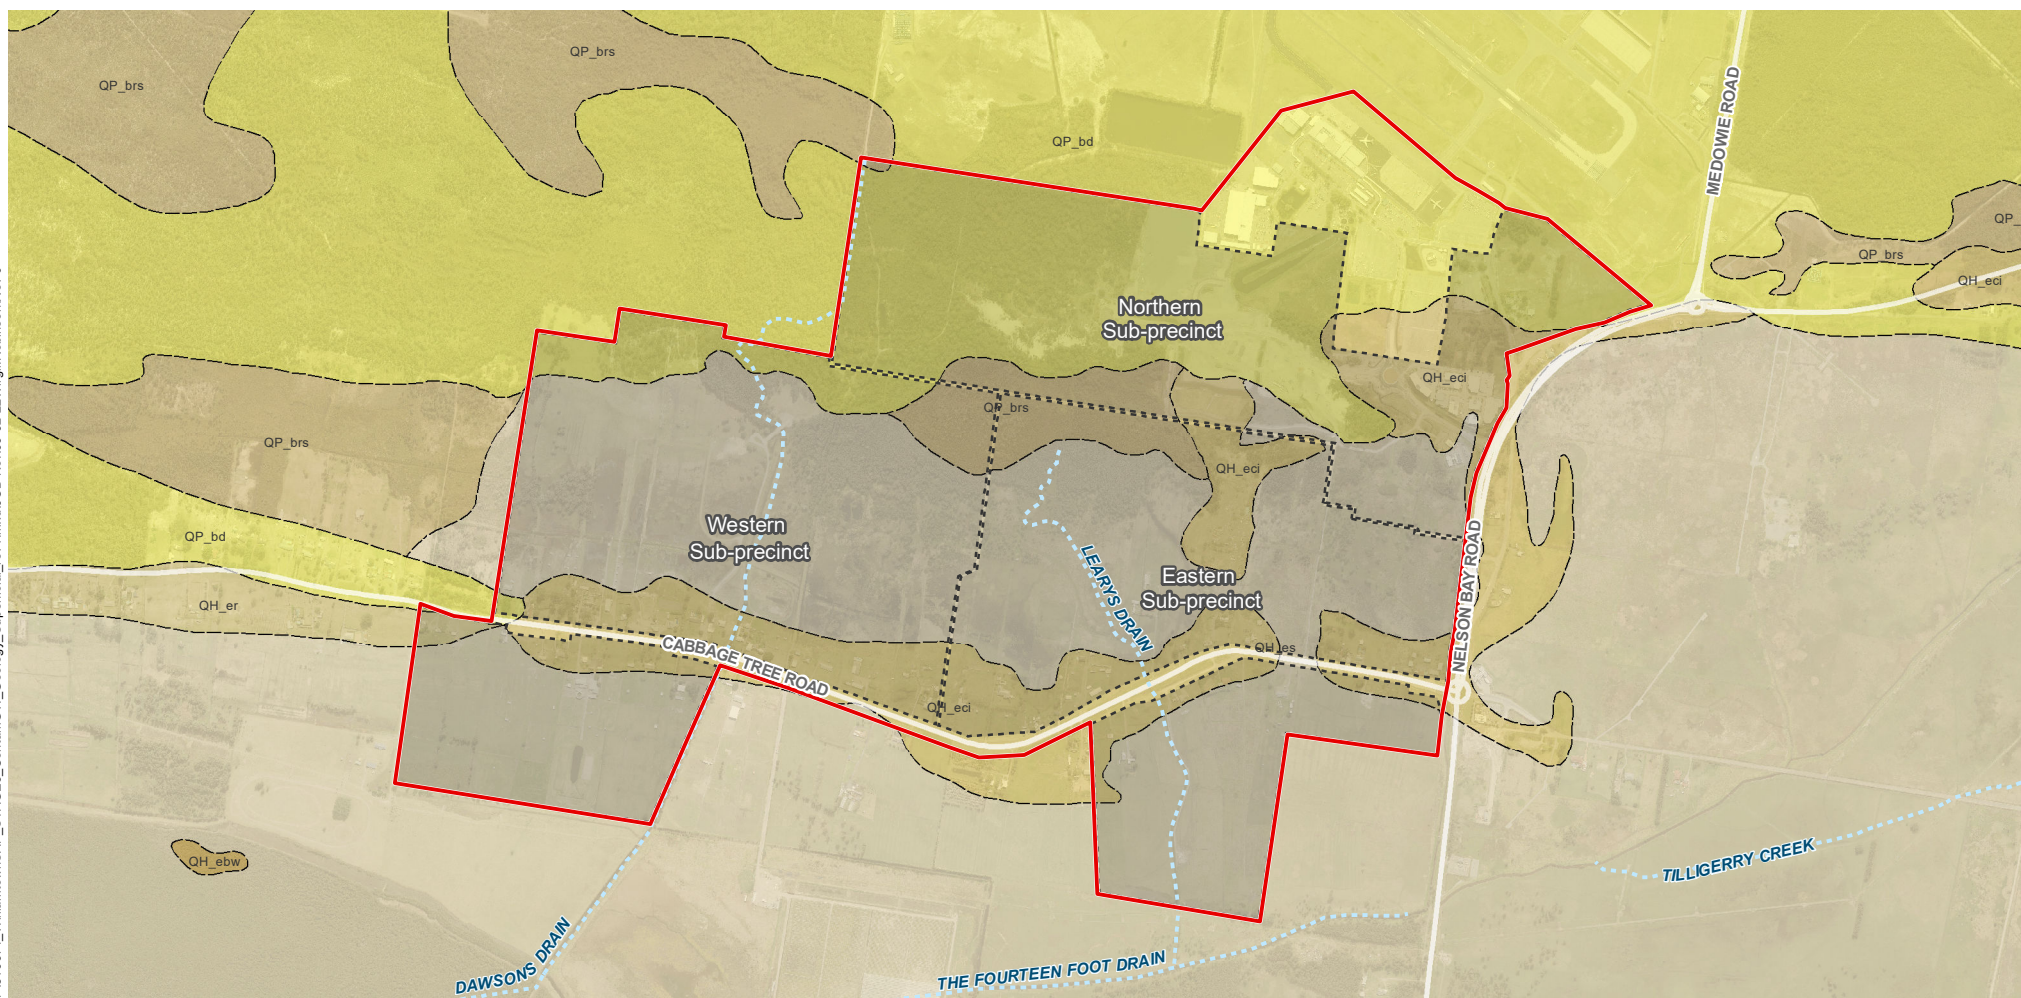 QP_brs
QP_brs
QP_bd
MEDOWIE ROAD
QP_
QP_brs
QH_eci
Northern
Sub-precinct
QH_eci
QP_brs
QP_brs
QH_eci
Western
Sub-precinct
QP_bd
LEARYS DRAIN
Eastern
Sub-precinct
NELSON BAY ROAD
QH_er
CABBAGE TREE ROAD
QH_es
QH_eci
QH_ebw
TILLIGERRY CREEK
DAWSONS DRAIN
THE FOURTEEN FOOT DRAIN